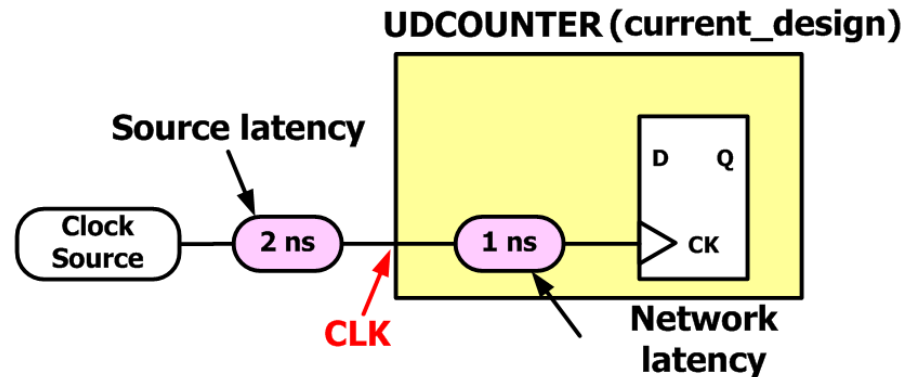 UDCOUNTER (current_design)
Source latency
D Q
Clock
Source
2 ns
1 ns
CK
CLK
Network
latency